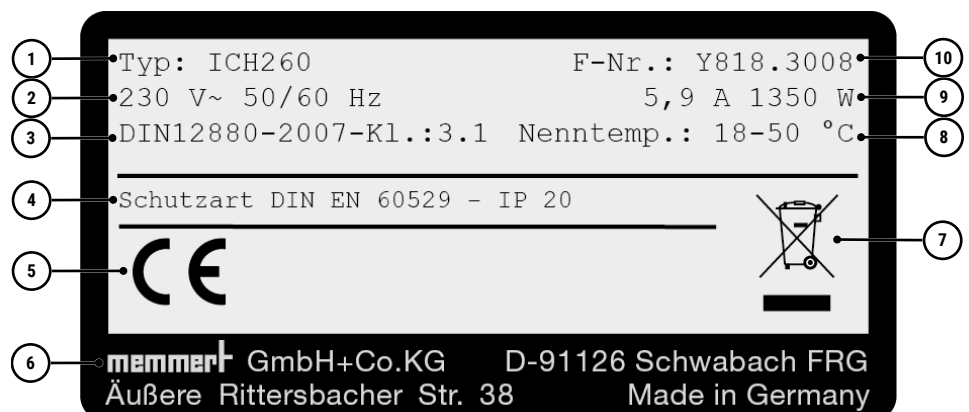 1 Typ: ICH260 F-Nr.: Y818.3008 10
2 230 V~ 50/60 Hz 5,9 A 1350 W 9
3 DIN12880-2007-Kl.:3.1 Nenntemp.: 18-50 °C 8
4 Schutzart DIN EN 60529 - IP 20
5 CE 7
6 memmert GmbH+Co.KG D-91126 Schwabach FRG
Äußere Rittersbacher Str. 38 Made in Germany